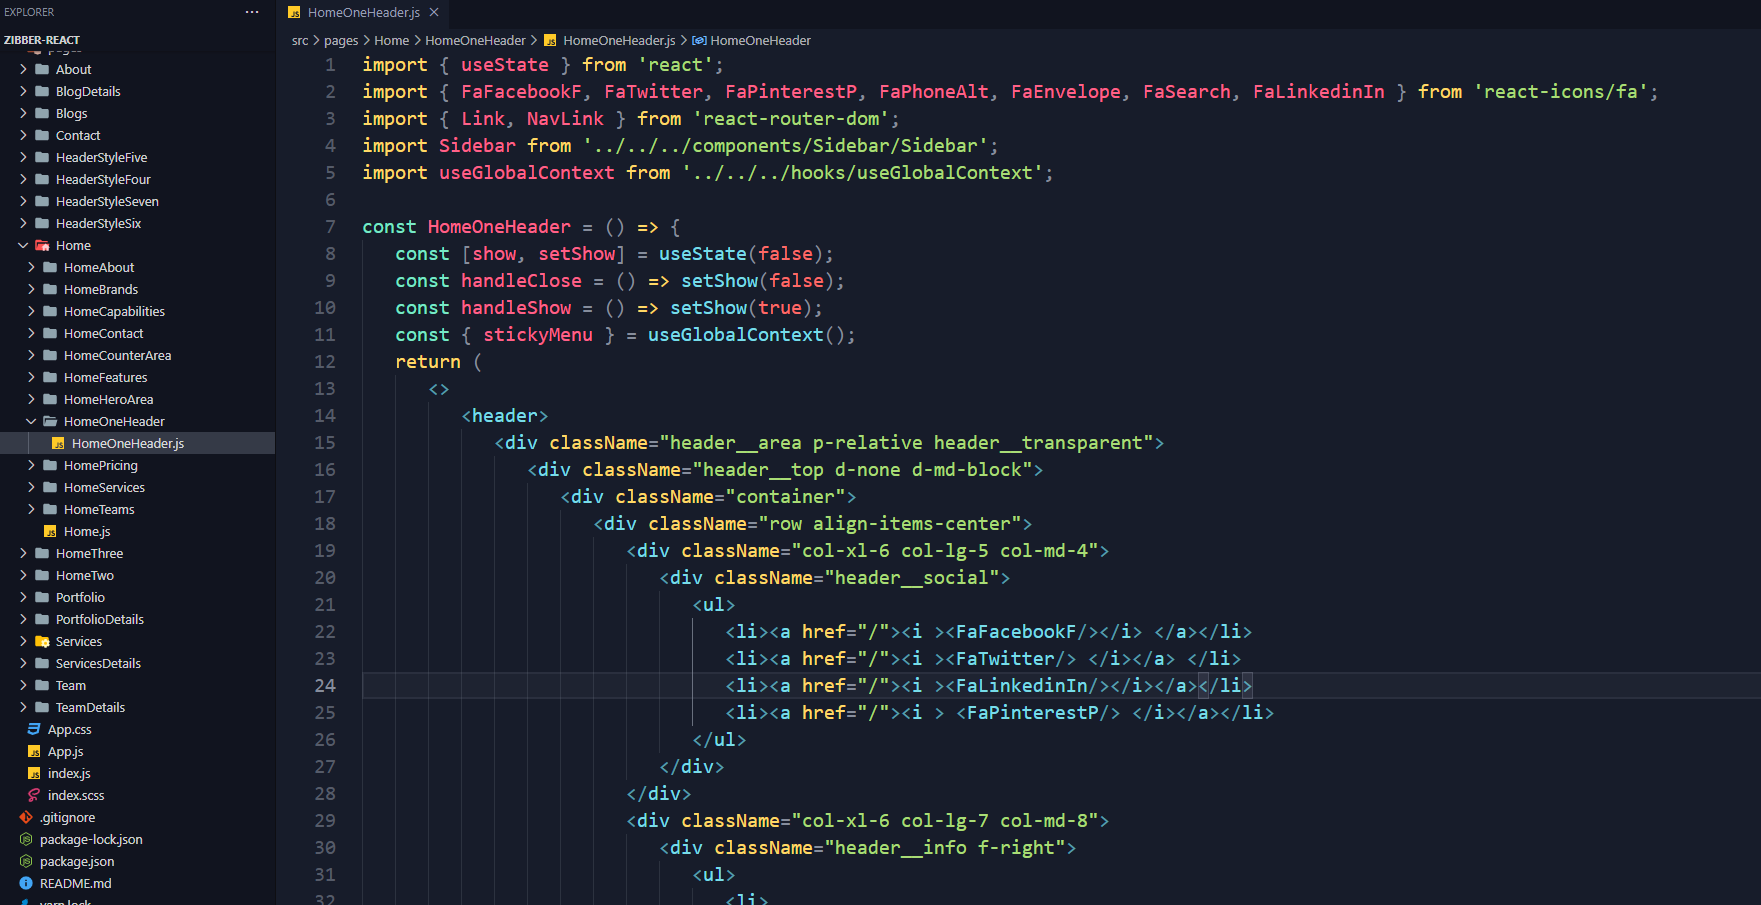 EXPLORER
ZIBBER-REACT
pages
About
BlogDetails
Blogs
Contact
HeaderStyleFive
HeaderStyleFour
HeaderStyleSeven
HeaderStyleSix
Home
HomeAbout
HomeBrands
HomeCapabilities
HomeContact
HomeCounterArea
HomeFeatures
HomeHeroArea
HomeOneHeader
HomeOneHeader.js
HomePricing
HomeServices
HomeTeams
Home.js
HomeThree
HomeTwo
Portfolio
PortfolioDetails
Services
ServicesDetails
Team
TeamDetails
App.css
App.js
index.js
index.scss
.gitignore
package-lock.json
package.json
README.md
yarn.lock
HomeOneHeader.js
src > pages > Home > HomeOneHeader > HomeOneHeader.js > HomeOneHeader
1 import { useState } from 'react';
2 import { FaFacebookF, FaTwitter, FaPinterestP, FaPhoneAlt, FaEnvelope, FaSearch, FaLinkedinIn } from 'react-icons/fa';
3 import { Link, NavLink } from 'react-router-dom';
4 import Sidebar from '../../../components/Sidebar/Sidebar';
5 import useGlobalContext from '../../../hooks/useGlobalContext';
6
7 const HomeOneHeader = () => {
8 const [show, setShow] = useState(false);
9 const handleClose = () => setShow(false);
10 const handleShow = () => setShow(true);
11 const { stickyMenu } = useGlobalContext();
12 return (
13 <>
14 <header>
15 <div className="header__area p-relative header__transparent">
16 <div className="header__top d-none d-md-block">
17 <div className="container">
18 <div className="row align-items-center">
19 <div className="col-xl-6 col-lg-5 col-md-4">
20 <div className="header__social">
21 <ul>
22 <li><a href="/"><i ><FaFacebookF/></i> </a></li>
23 <li><a href="/"><i ><FaTwitter/> </i></a> </li>
24 <li><a href="/"><i ><FaLinkedinIn/></i></a></li>
25 <li><a href="/"><i > <FaPinterestP/> </i></a></li>
26 </ul>
27 </div>
28 </div>
29 <div className="col-xl-6 col-lg-7 col-md-8">
30 <div className="header__info f-right">
31 <ul>
32 <li>